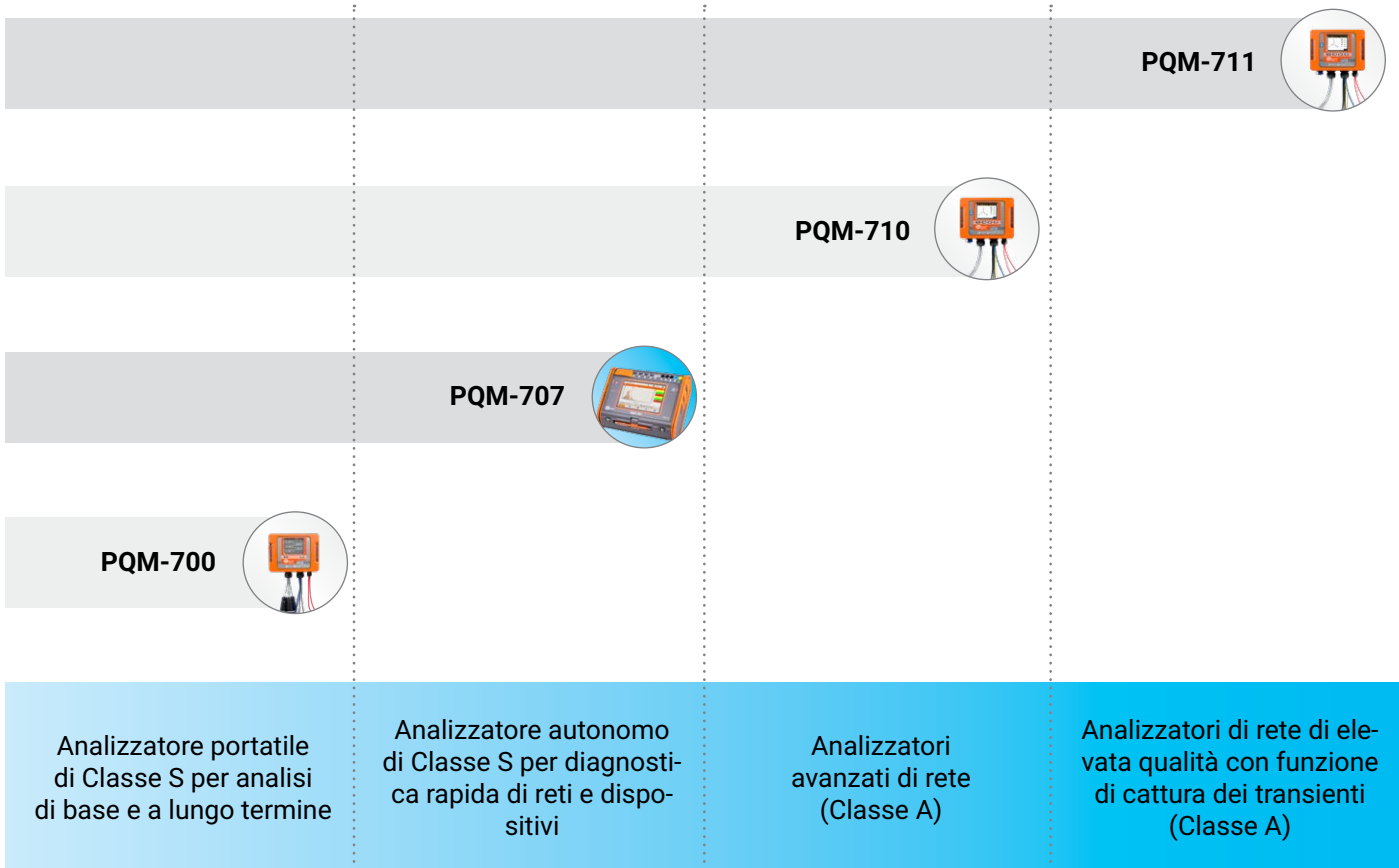 PQM-711
PQM-710
PQM-707
PQM-700
Analizzatore portatile
di Classe S per analisi
di base e a lungo termine
Analizzatore autonomo
di Classe S per diagnosti-
ca rapida di reti e dispo-
sitivi
Analizzatori
avanzati di rete
(Classe A)
Analizzatori di rete di ele-
vata qualità con funzione
di cattura dei transienti
(Classe A)